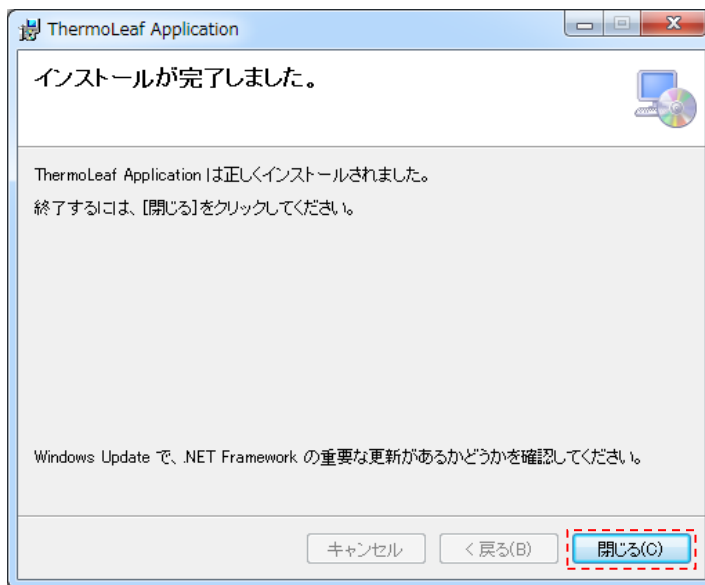 ThermoLeaf Application
インストールが完了しました。
ThermoLeaf Application は正しくインストールされました。
終了するには、[閉じる]をクリックしてください。
Windows Update で、.NET Framework の重要な更新があるかどうかを確認してください。
キャンセル
< 戻る(B)
閉じる(C)